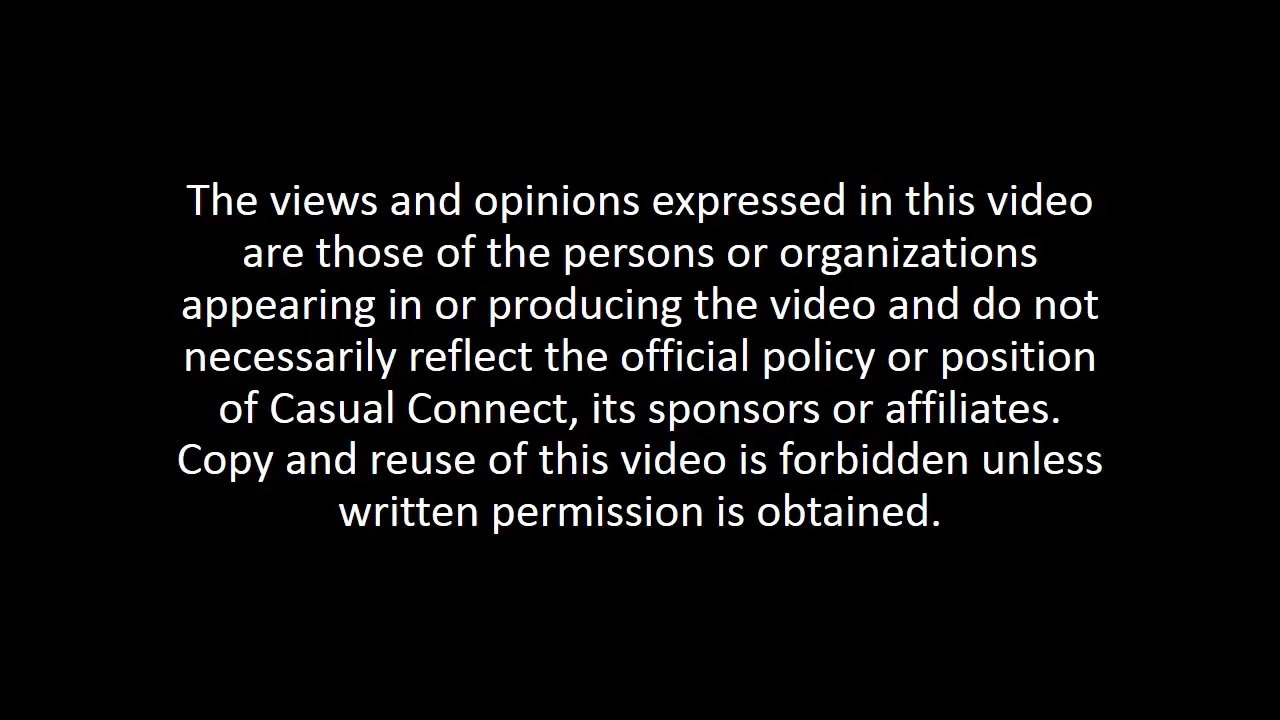 The views and opinions expressed in this video
are those of the persons or organizations
appearing in or producing the video and do not
necessarily reflect the official policy or position
of Casual Connect, its sponsors or affiliates.
Copy and reuse of this video is forbidden unless
written permission is obtained.